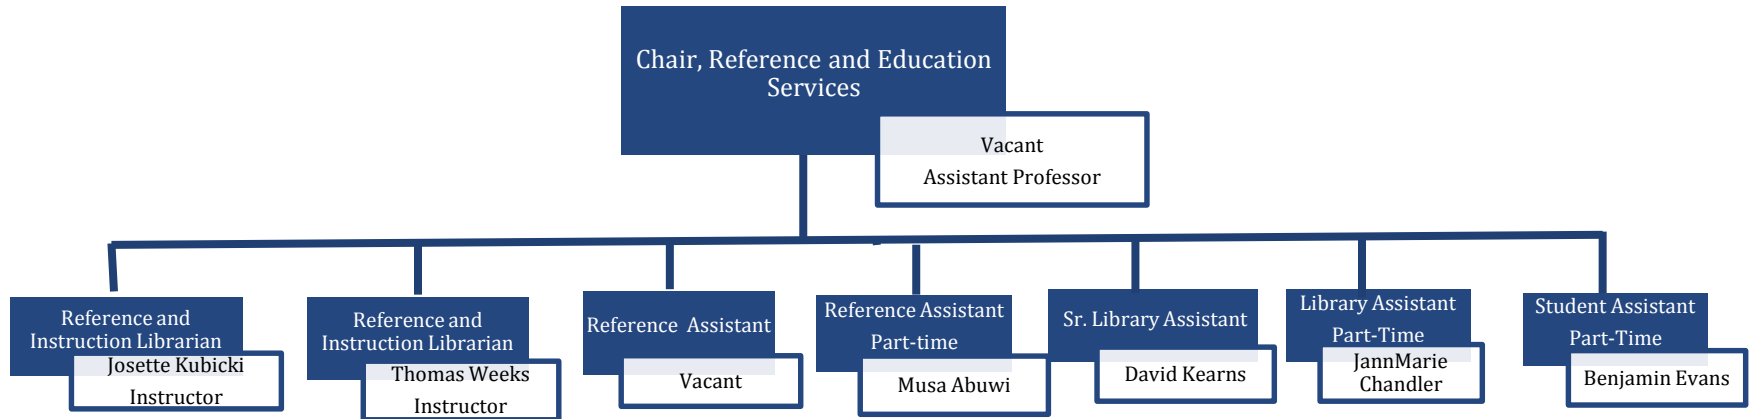 Chair, Reference and Education
Services
Vacant
Assistant Professor
Reference and
Instruction Librarian
Josette Kubicki
Instructor
Reference and
Instruction Librarian
Thomas Weeks
Instructor
Reference Assistant
Vacant
Reference Assistant
Part-time
Musa Abuwi
Sr. Library Assistant
David Kearns
Library Assistant
Part-Time
JannMarie
Chandler
Student Assistant
Part-Time
Benjamin Evans